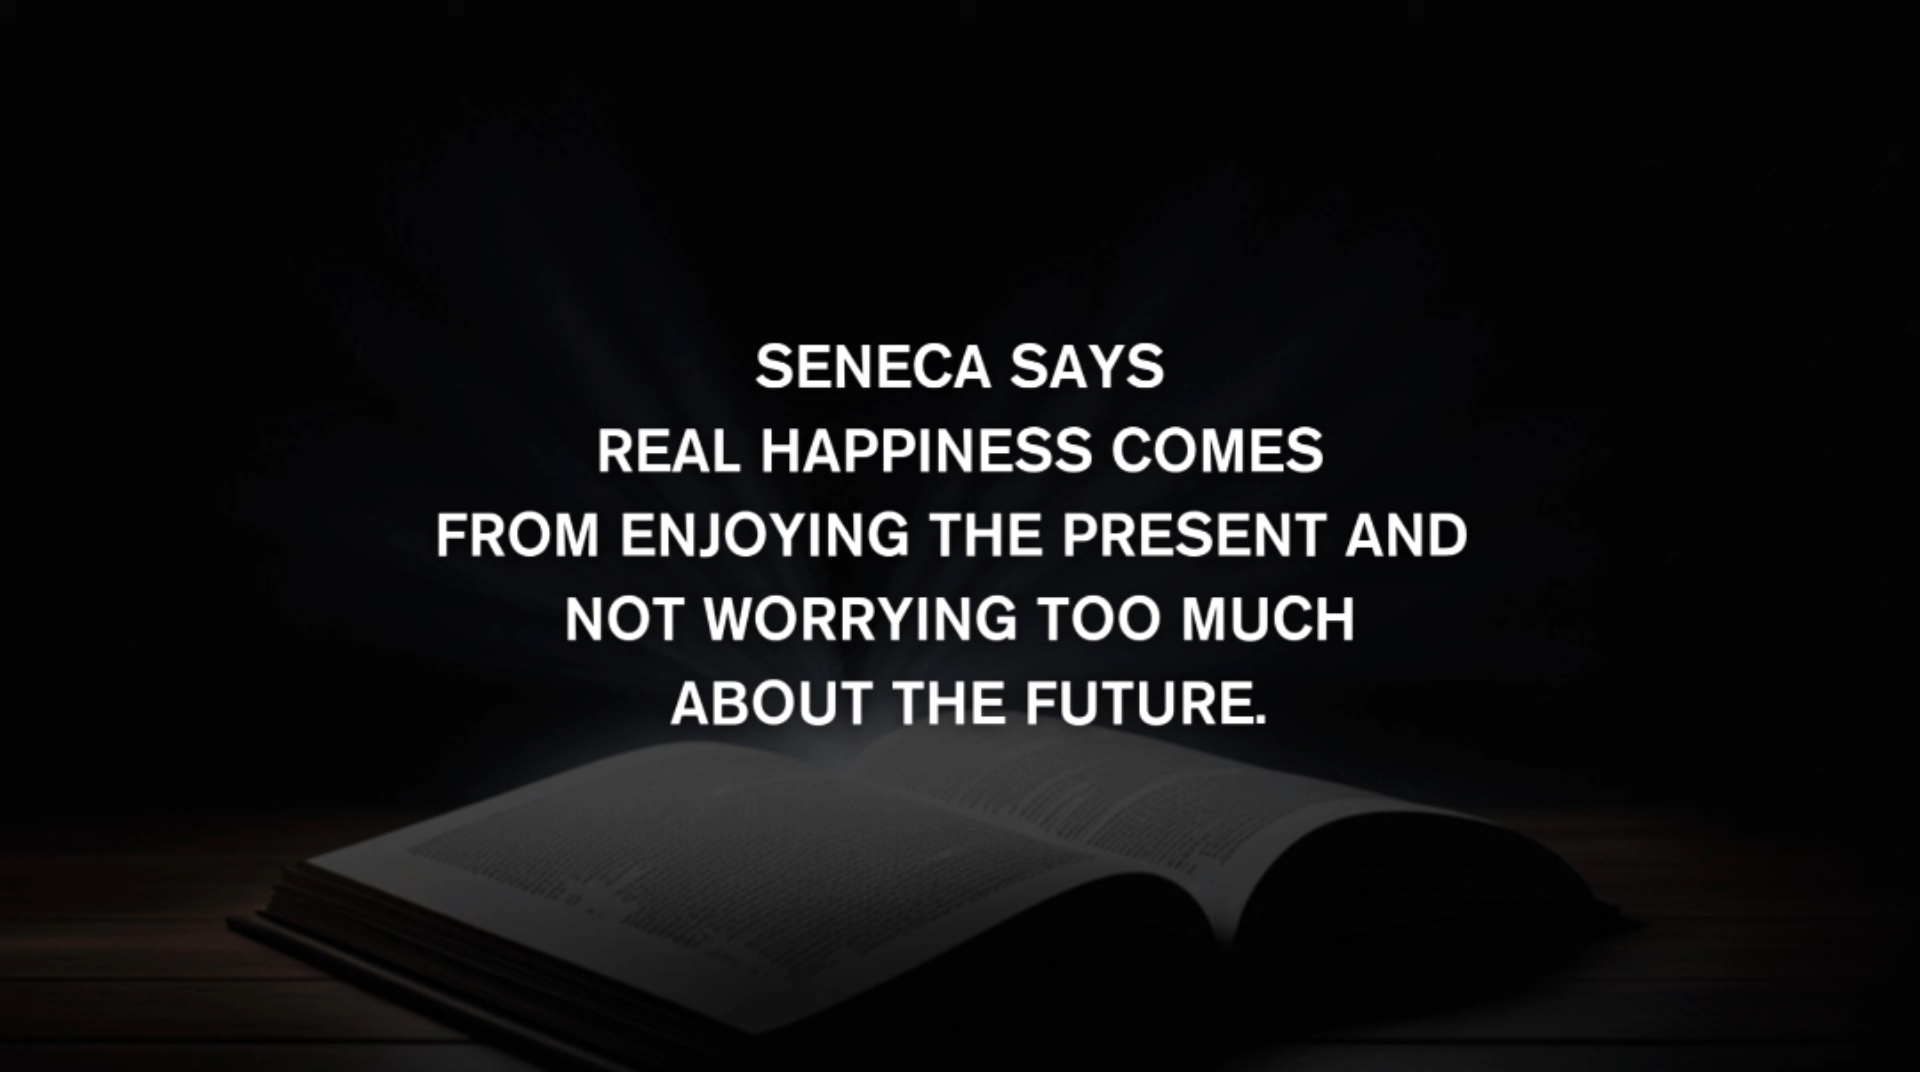 SENECA SAYS
REAL HAPPINESS COMES
FROM ENJOYING THE PRESENT AND
NOT WORRYING TOO MUCH
ABOUT THE FUTURE.